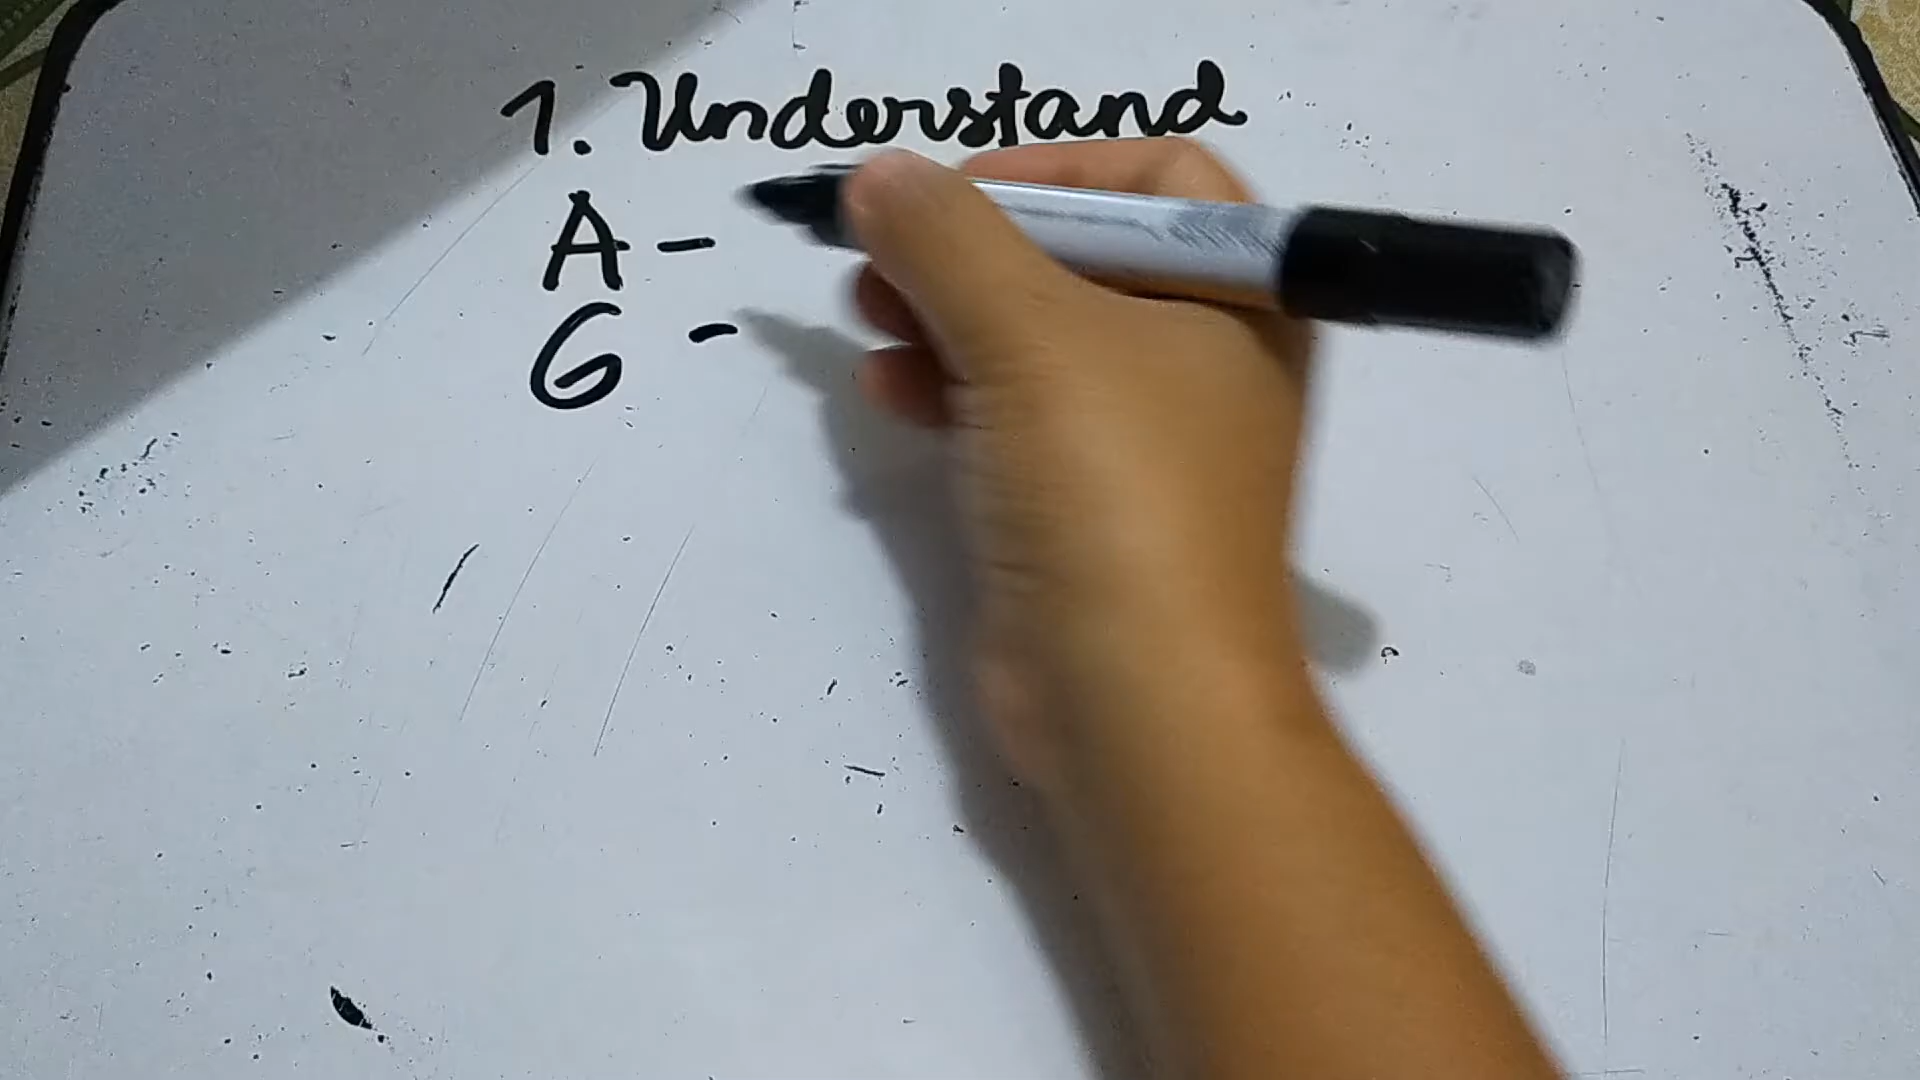 1. Understand
A -
G -